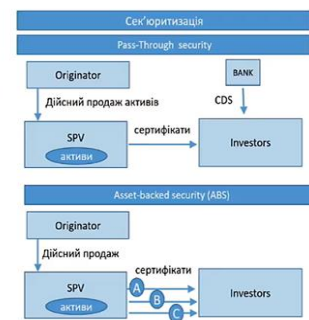 Сек'юритизація
Pass-Through security
Originator
BANK
Дійсний продаж активів
CDS
SPV
активи
сертифікати
Investors
Asset-backed security (ABS)
Originator
Дійсний продаж
сертифікати
SPV
активи
A
B
C
Investors